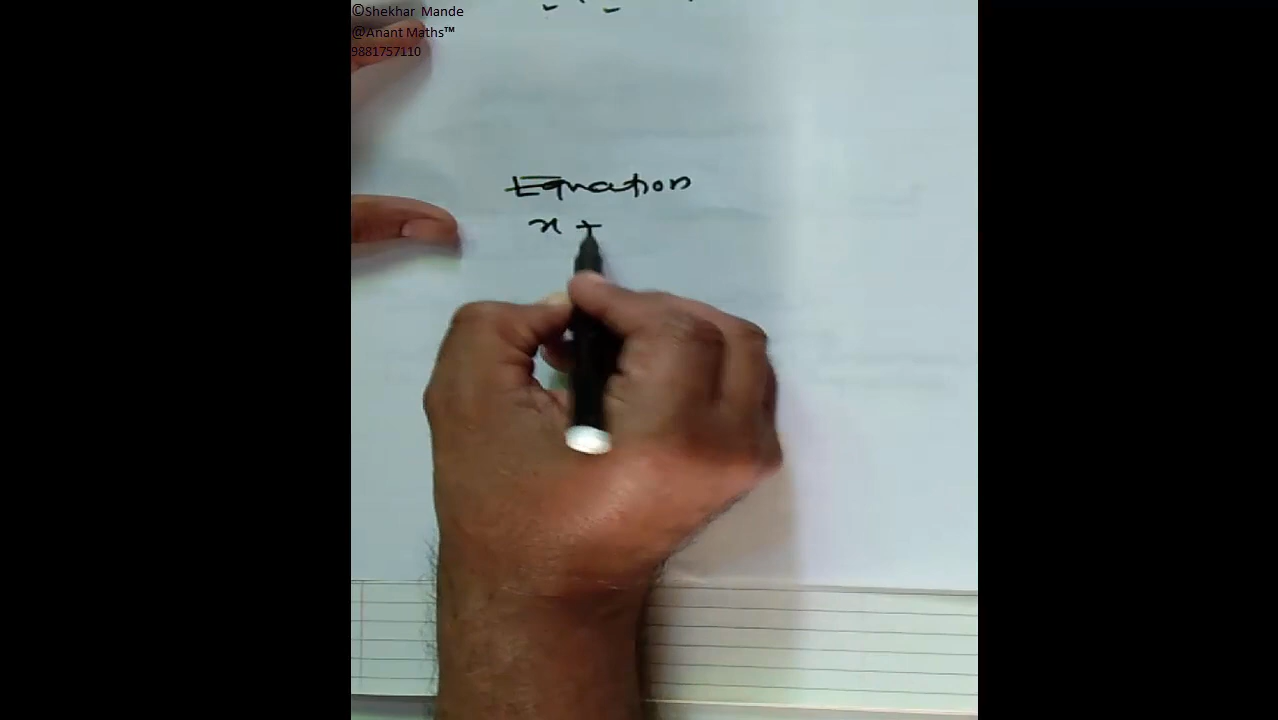 ©Shekhar Mande
@Anant Maths™
9881757110
Equation
x +